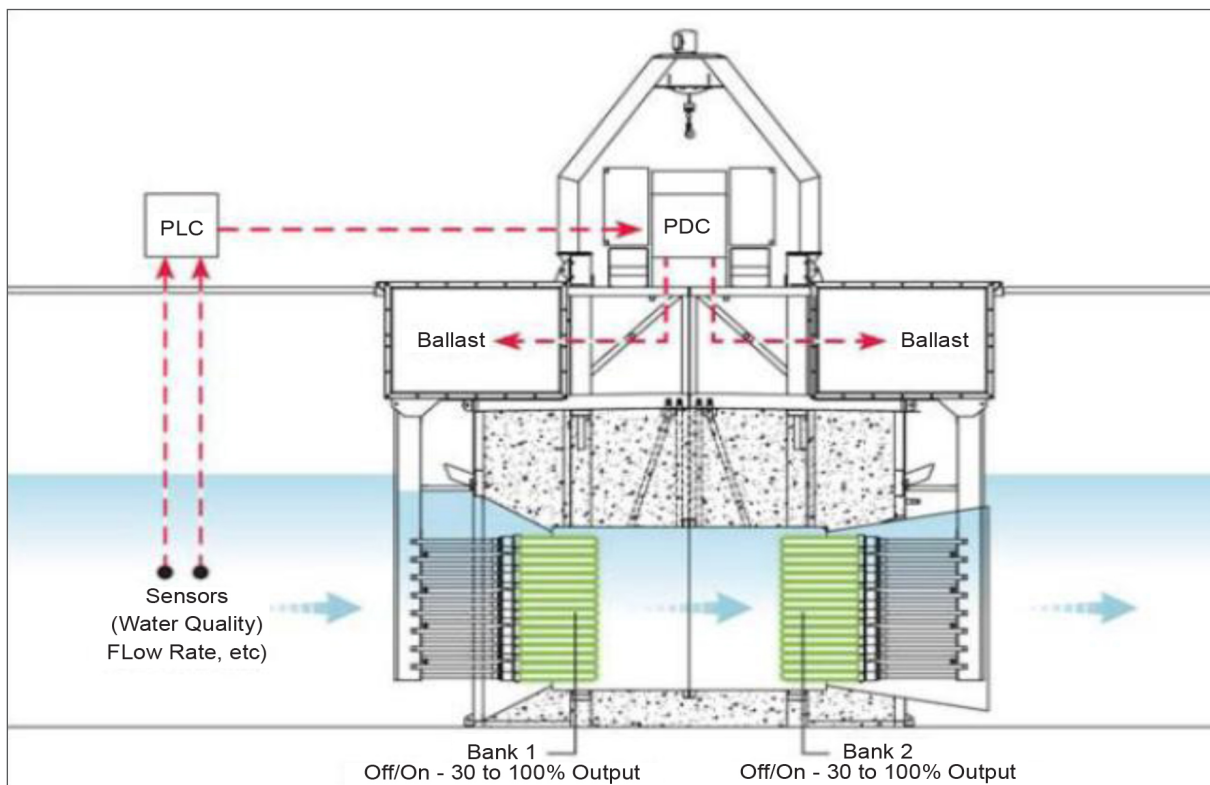 PLC
PDC
Ballast
Ballast
Sensors
(Water Quality)
FLow Rate, etc)
Bank 1
Off/On - 30 to 100% Output
Bank 2
Off/On - 30 to 100% Output